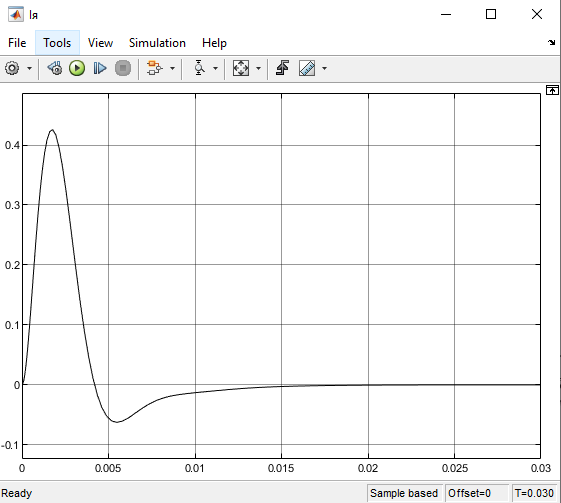 Iя
File Tools View Simulation Help
0.4
0.3
0.2
0.1
0
-0.1
0 0.005 0.01 0.015 0.02 0.025 0.03
Ready Sample based Offset=0 T=0.030